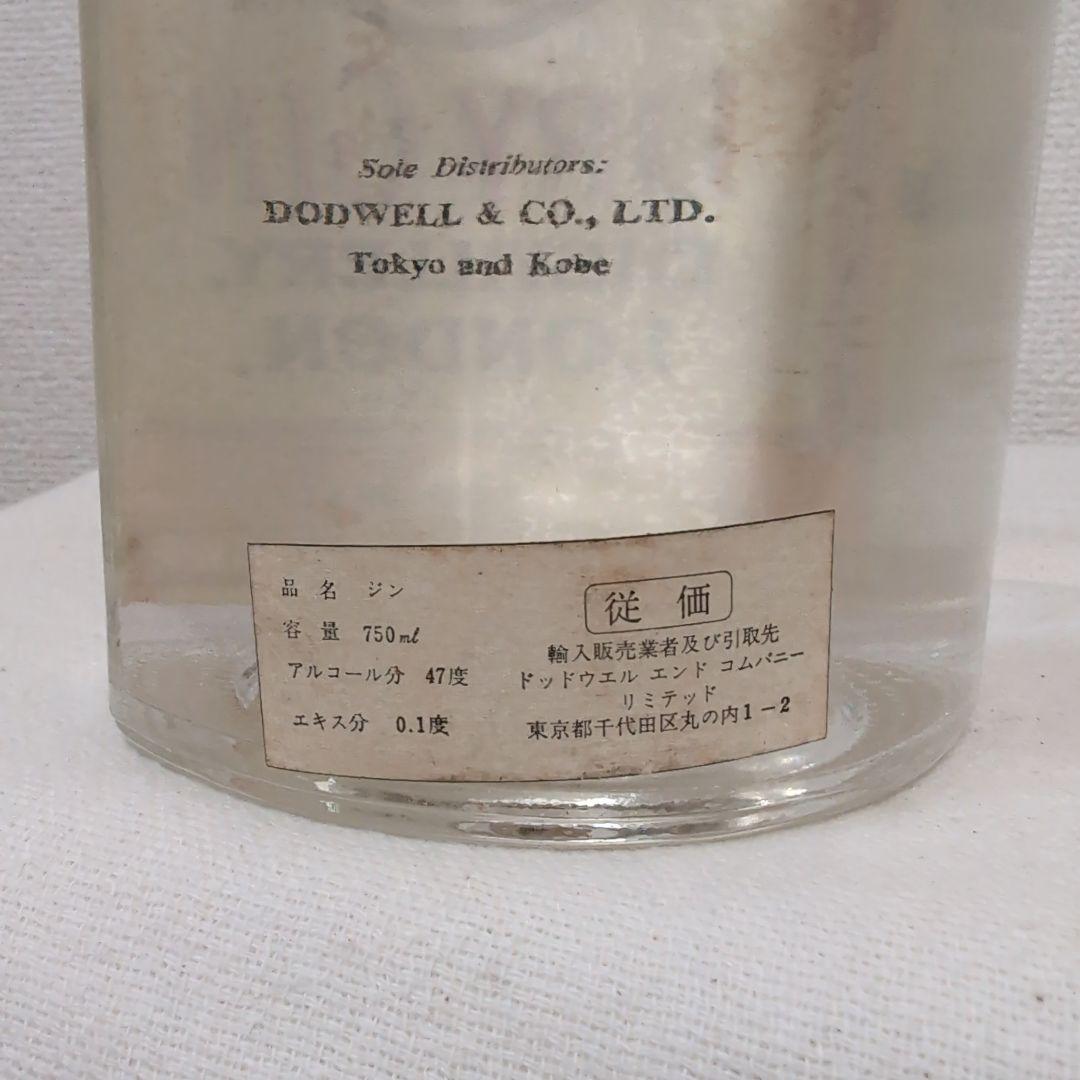 Sole Distributors:
DODWELL & CO., LTD.
Tokyo and Kobe
品名 ジン
容量 750ml
アルコール分 47度
エキス分 0.1度
従価
輸入販売業者及び引取先
ドッドウエル エンド コムパニー
リミテッド
東京都千代田区丸の内1-2